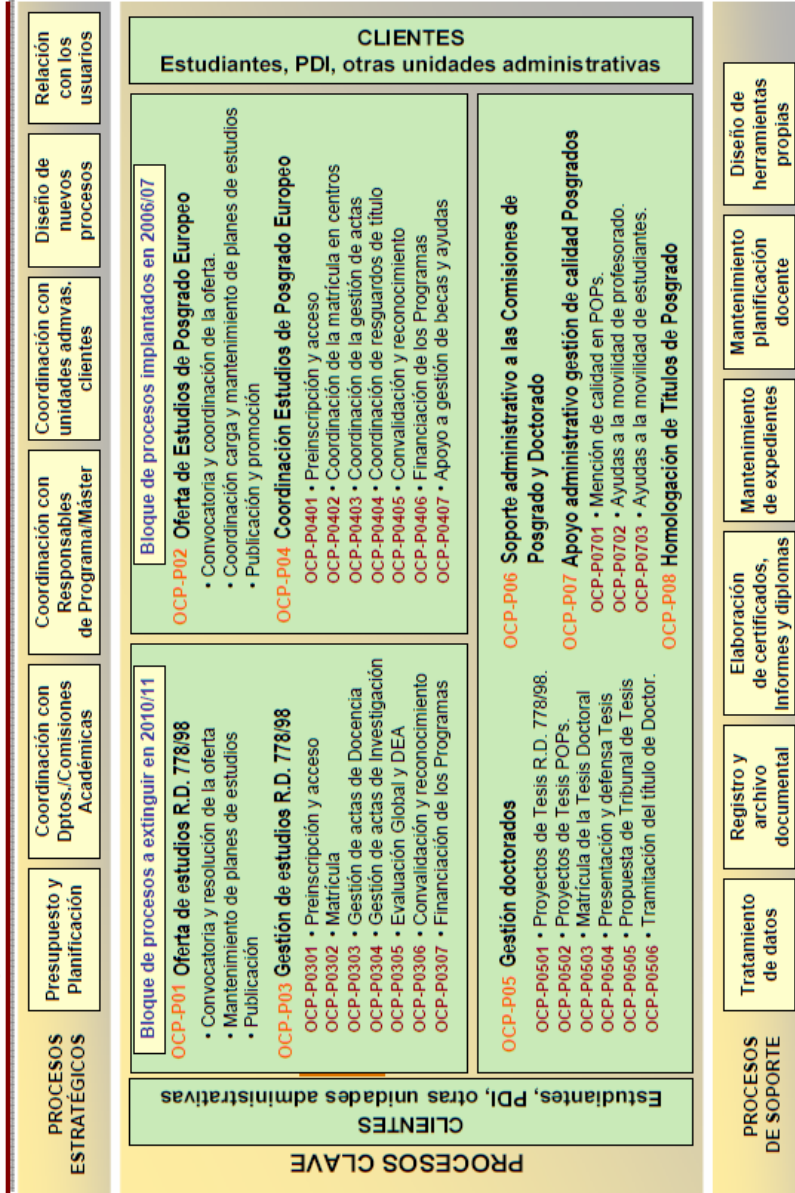 PROCESOS
ESTRATÉGICOS
Presupuesto y
Planificación
Coordinación con
Dptos./Comisiones
Académicas
Coordinación con
Responsables
de Programa/Máster
Coordinación con
unidades admvas.
clientes
Diseño de
nuevos
procesos
Relación
con los
usuarios
PROCESOS CLAVE
CLIENTES
Estudiantes, PDI, otras unidades administrativas
Bloque de procesos a extinguir en 2010/11
OCP-P01 Oferta de estudios R.D. 778/98
• Convocatoria y resolución de la oferta
• Mantenimiento de planes de estudios
• Publicación
OCP-P03 Gestión de estudios R.D. 778/98
OCP-P0301 • Preinscripción y acceso
OCP-P0302 • Matrícula
OCP-P0303 • Gestión de actas de Docencia
OCP-P0304 • Gestión de actas de Investigación
OCP-P0305 • Evaluación Global y DEA
OCP-P0306 • Convalidación y reconocimiento
OCP-P0307 • Financiación de los Programas
Bloque de procesos implantados en 2006/07
OCP-P02 Oferta de Estudios de Posgrado Europeo
• Convocatoria y coordinación de la oferta.
• Coordinación carga y mantenimiento de planes de estudios
• Publicación y promoción
OCP-P04 Coordinación Estudios de Posgrado Europeo
OCP-P0401 • Preinscripción y acceso
OCP-P0402 • Coordinación de la matrícula en centros
OCP-P0403 • Coordinación de la gestión de actas
OCP-P0404 • Coordinación de resguardos de título
OCP-P0405 • Convalidación y reconocimiento
OCP-P0406 • Financiación de los Programas
OCP-P0407 • Apoyo a gestión de becas y ayudas
OCP-P05 Gestión doctorados
OCP-P0501 • Proyectos de Tesis R.D. 778/98.
OCP-P0502 • Proyectos de Tesis POPs.
OCP-P0503 • Matrícula de la Tesis Doctoral
OCP-P0504 • Presentación y defensa Tesis
OCP-P0505 • Propuesta de Tribunal de Tesis
OCP-P0506 • Tramitación del título de Doctor.
OCP-P06 Soporte administrativo a las Comisiones de
Posgrado y Doctorado
OCP-P07 Apoyo administrativo gestión de calidad Posgrados
OCP-P0701 • Mención de calidad en POPs.
OCP-P0702 • Ayudas a la movilidad de profesorado.
OCP-P0703 • Ayudas a la movilidad de estudiantes.
OCP-P08 Homologación de Títulos de Posgrado
CLIENTES
Estudiantes, PDI, otras unidades administrativas
PROCESOS
DE SOPORTE
Tratamiento
de datos
Registro y
archivo
documental
Elaboración
de certificados,
Informes y diplomas
Mantenimiento
de expedientes
Mantenimiento
planificación
docente
Diseño de
herramientas
propias